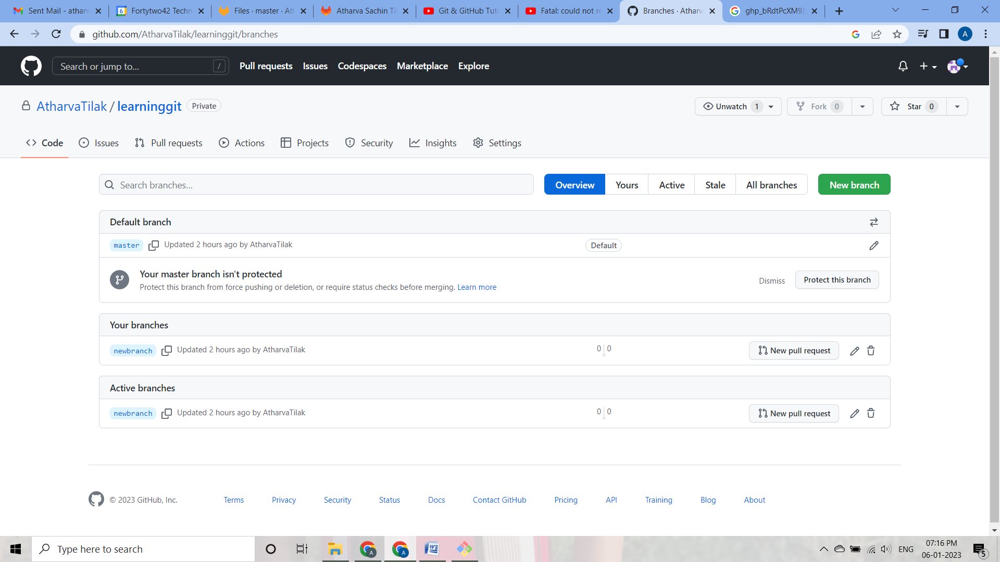 Sent Mail - atharv
Fortytwo42 Techn
Files · master · Ath
Atharva Sachin Til
Git & GitHub Tuto
Fatal: could not re
Branches · Atharva
github.com/AtharvaTilak/learninggit/branches
A
Search or jump to... /
Pull requests Issues Codespaces Marketplace Explore
AtharvaTilak / learninggit Private
Unwatch 1 Fork 0 Star 0
Code Issues Pull requests Actions Projects Security Insights Settings
Search branches...
Overview Yours Active Stale All branches New branch
Default branch
master Updated 2 hours ago by AtharvaTilak Default
Your master branch isn't protected
Protect this branch from force pushing or deletion, or require status checks before merging. Learn more
Dismiss Protect this branch
Your branches
newbranch Updated 2 hours ago by AtharvaTilak 0 0 New pull request
Active branches
newbranch Updated 2 hours ago by AtharvaTilak 0 0 New pull request
© 2023 GitHub, Inc. Terms Privacy Security Status Docs Contact GitHub Pricing API Training Blog About
Type here to search
ENG
07:16 PM
06-01-2023
5